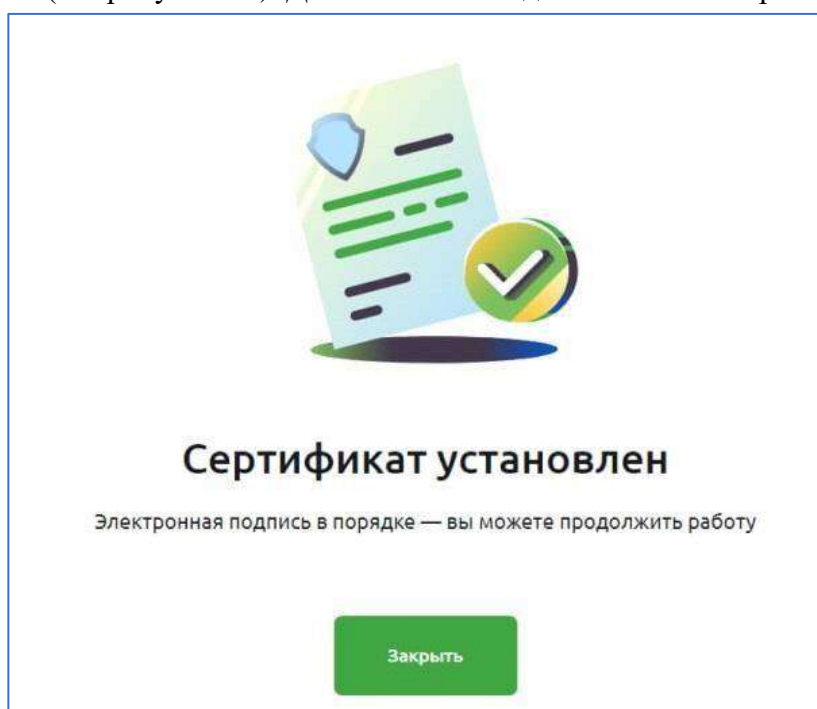 Сертификат установлен
Электронная подпись в порядке — вы можете продолжить работу
Закрыть